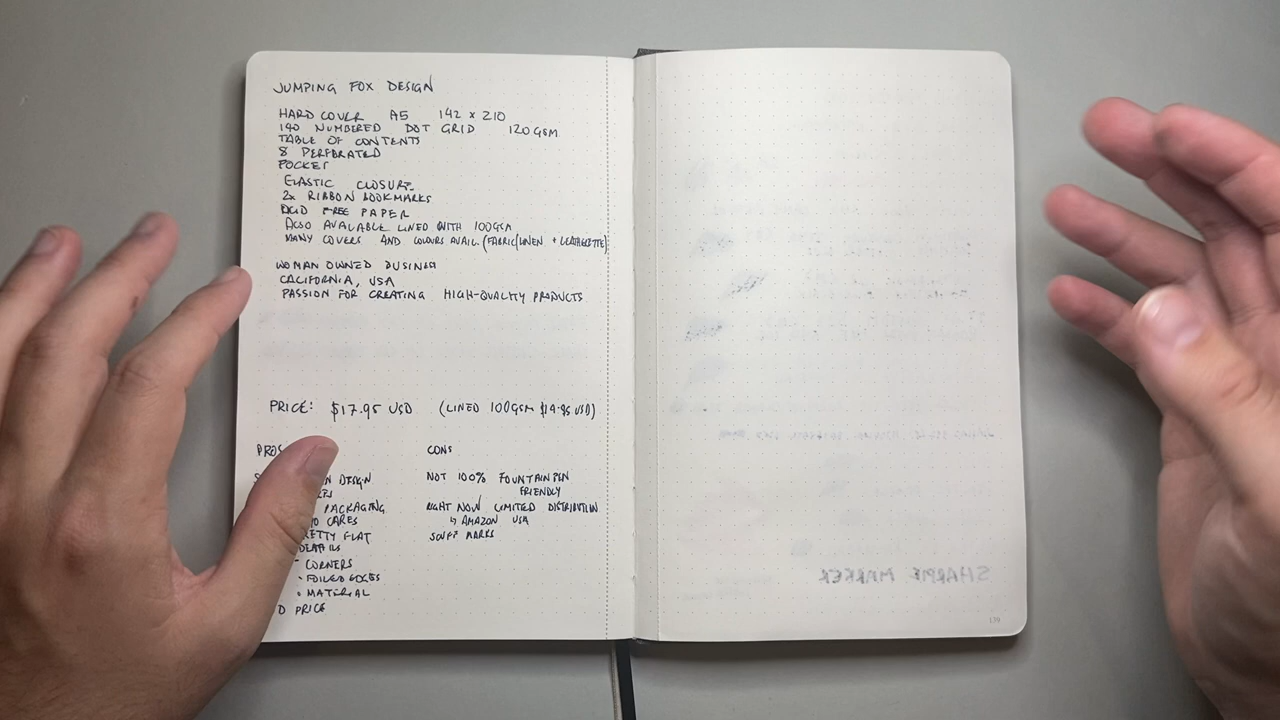 JUMPING FOX DESIGN
HARD COVER A5 142 x 210
140 NUMBERED DOT GRID 120GSM
TABLE OF CONTENTS
8 PERFORATED
POCKET
ELASTIC CLOSURE
2x RIBBON BOOKMARKS
ACID FREE PAPER
ALSO AVAILABLE LINED WITH 100GSM
MANY COVERS AND COLOURS AVAIL. (FABRIC/LINEN + LEATHERETTE)
WOMAN OWNED BUSINESS
CALIFORNIA, USA
PASSION FOR CREATING HIGH-QUALITY PRODUCTS
PRICE: $17.95 USD (LINED 100GSM $14.95 USD)
PROS CONS
DESIGN NOT 100% FOUNTAIN PEN
FRIENDLY
PACKAGING RIGHT NOW LIMITED DISTRIBUTION
CARES ↳ AMAZON USA
FLAT SCUFF MARKS
DETAILS
- CORNERS
• FOILED EDGES
• MATERIAL
PRICE
SHARPIE MARKER
139